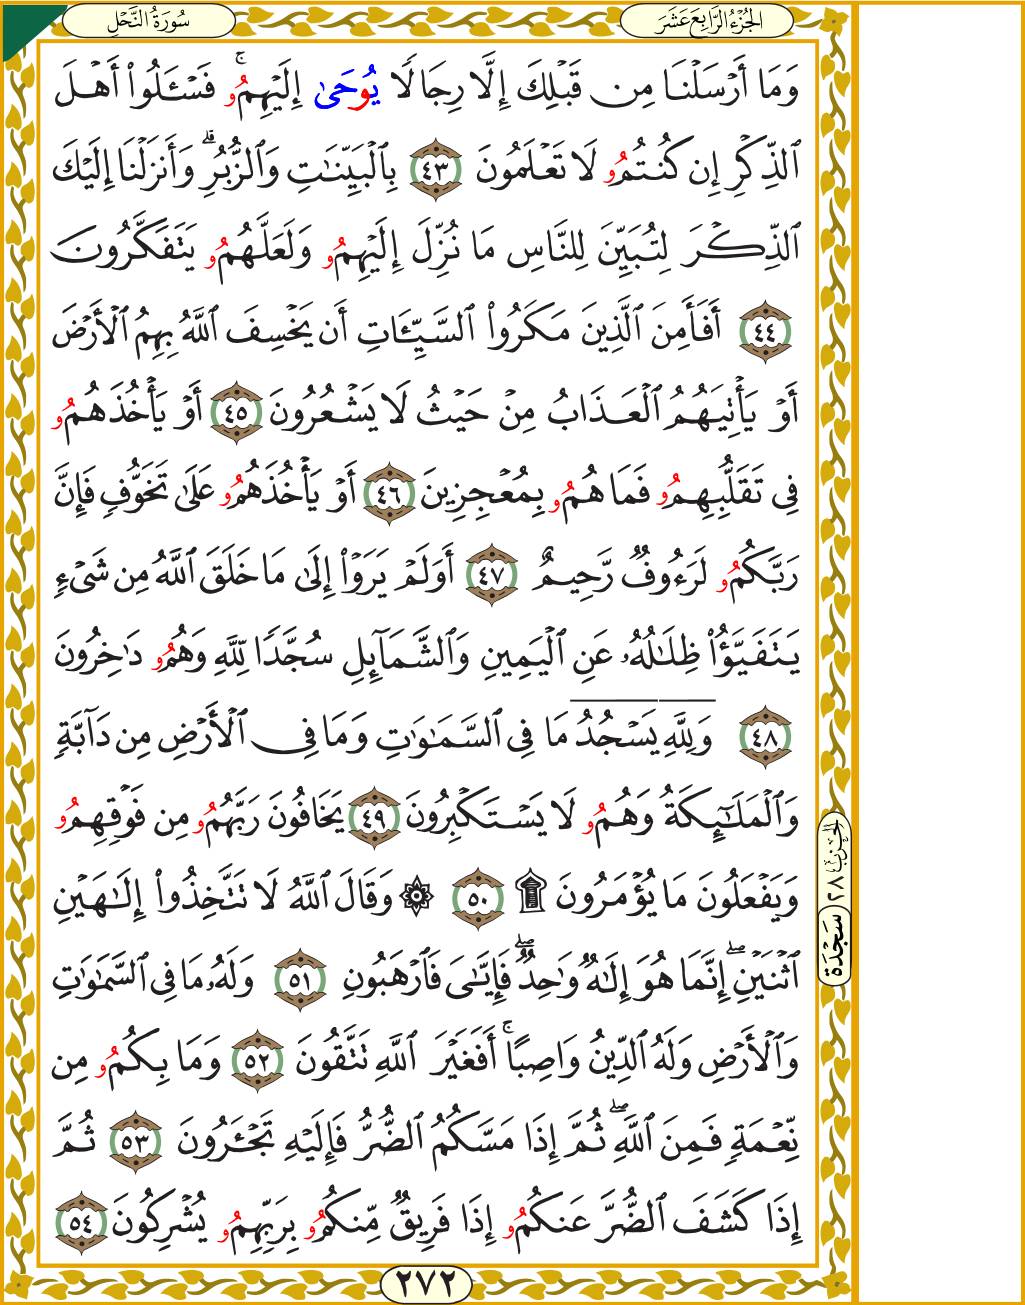 سُورَةُ النَّحْلِ
الجُزْءُ الرَّابِعَ عَشَرَ
وَمَا أَرْسَلْنَا مِن قَبْلِكَ إِلَّا رِجَالًا يُوحَىٰ إِلَيْهِمُو ۚ فَسْـَٔلُوا۟ أَهْلَ
ٱلذِّكْرِ إِن كُنتُمُو لَا تَعْلَمُونَ ٤٣ بِٱلْبَيِّنَٰتِ وَٱلزُّبُرِ ۗ وَأَنزَلْنَا إِلَيْكَ
ٱلذِّكْرَ لِتُبَيِّنَ لِلنَّاسِ مَا نُزِّلَ إِلَيْهِمُو وَلَعَلَّهُمُو يَتَفَكَّرُونَ
٤٤ أَفَأَمِنَ ٱلَّذِينَ مَكَرُوا۟ ٱلسَّيِّـَٔاتِ أَن يَخْسِفَ ٱللَّهُ بِهِمُ ٱلْأَرْضَ
أَوْ يَأْتِيَهُمُ ٱلْعَذَابُ مِنْ حَيْثُ لَا يَشْعُرُونَ ٤٥ أَوْ يَأْخُذَهُمُو
فِى تَقَلُّبِهِمُو فَمَا هُمُو بِمُعْجِزِينَ ٤٦ أَوْ يَأْخُذَهُمُو عَلَىٰ تَخَوُّفٍ فَإِنَّ
رَبَّكُمُو لَرَءُوفٌ رَّحِيمٌ ٤٧ أَوَلَمْ يَرَوْا۟ إِلَىٰ مَا خَلَقَ ٱللَّهُ مِن شَىْءٍ
يَتَفَيَّؤُا۟ ظِلَٰلُهُۥ عَنِ ٱلْيَمِينِ وَٱلشَّمَآئِلِ سُجَّدًا لِّلَّهِ وَهُمُو دَٰخِرُونَ
٤٨ وَلِلَّهِ يَسْجُدُ مَا فِى ٱلسَّمَٰوَٰتِ وَمَا فِى ٱلْأَرْضِ مِن دَآبَّةٍ
وَٱلْمَلَٰٓئِكَةُ وَهُمُو لَا يَسْتَكْبِرُونَ ٤٩ يَخَافُونَ رَبَّهُمُو مِن فَوْقِهِمُو
وَيَفْعَلُونَ مَا يُؤْمَرُونَ ۩ ٥٠ ۞ وَقَالَ ٱللَّهُ لَا تَتَّخِذُوا۟ إِلَٰهَيْنِ
ٱثْنَيْنِ ۖ إِنَّمَا هُوَ إِلَٰهٌ وَٰحِدٌ ۖ فَإِيَّٰىَ فَٱرْهَبُونِ ٥١ وَلَهُۥ مَا فِى ٱلسَّمَٰوَٰتِ
وَٱلْأَرْضِ وَلَهُ ٱلدِّينُ وَاصِبًا ۚ أَفَغَيْرَ ٱللَّهِ تَتَّقُونَ ٥٢ وَمَا بِكُمُو مِن
نِّعْمَةٍ فَمِنَ ٱللَّهِ ۖ ثُمَّ إِذَا مَسَّكُمُ ٱلضُّرُّ فَإِلَيْهِ تَجْـَٔرُونَ ٥٣ ثُمَّ
إِذَا كَشَفَ ٱلضُّرَّ عَنكُمُو إِذَا فَرِيقٌ مِّنكُمُو بِرَبِّهِمُو يُشْرِكُونَ ٥٤
الحِزْبُ ٢٨
سَجْدَة
٢٧٢